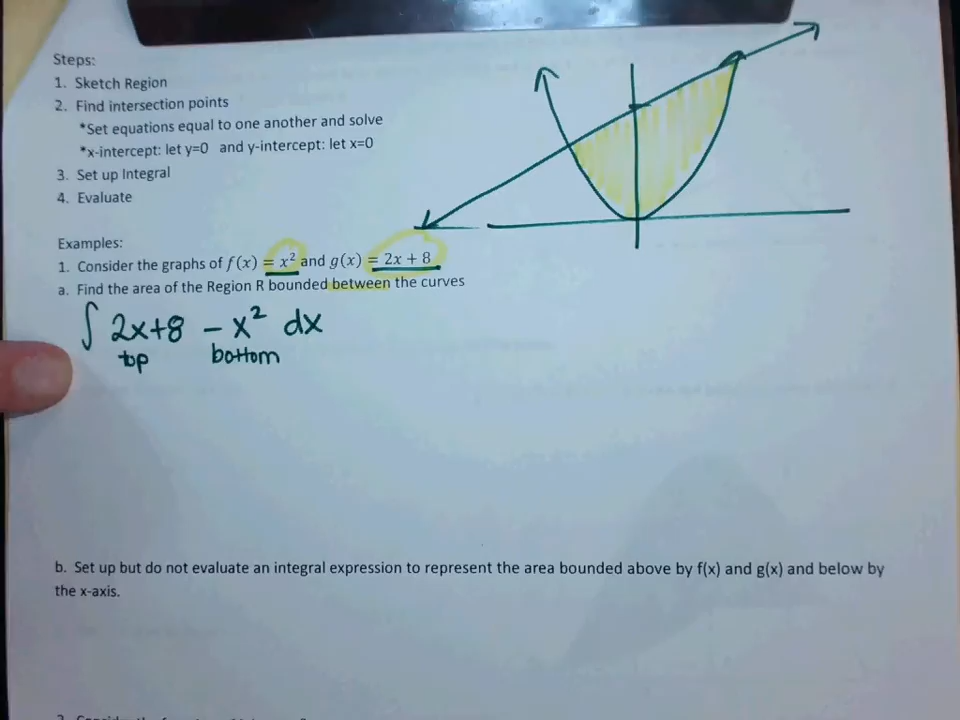 Steps:
1. Sketch Region
2. Find intersection points
*Set equations equal to one another and solve
*x-intercept: let y=0 and y-intercept: let x=0
3. Set up Integral
4. Evaluate
Examples:
1. Consider the graphs of f(x) = x² and g(x) = 2x + 8
a. Find the area of the Region R bounded between the curves
∫ 2x+8 - x² dx
top bottom
b. Set up but do not evaluate an integral expression to represent the area bounded above by f(x) and g(x) and below by
the x-axis.